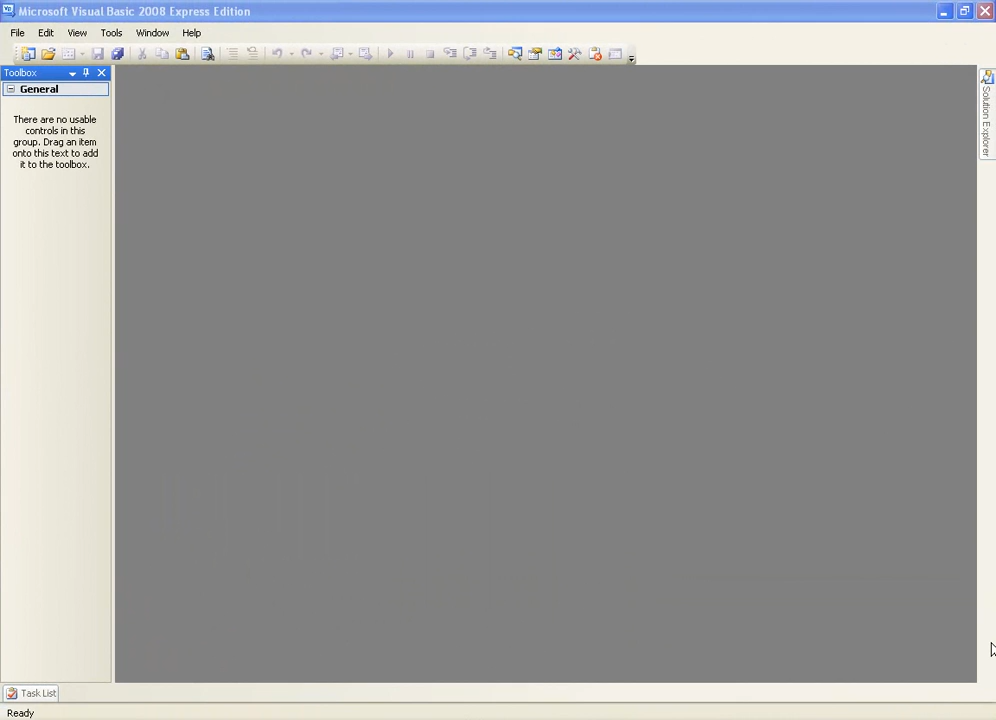 Microsoft Visual Basic 2008 Express Edition
File Edit View Tools Window Help
Toolbox
General
There are no usable
controls in this
group. Drag an item
onto this text to add
it to the toolbox.
Solution Explorer
Task List
Ready